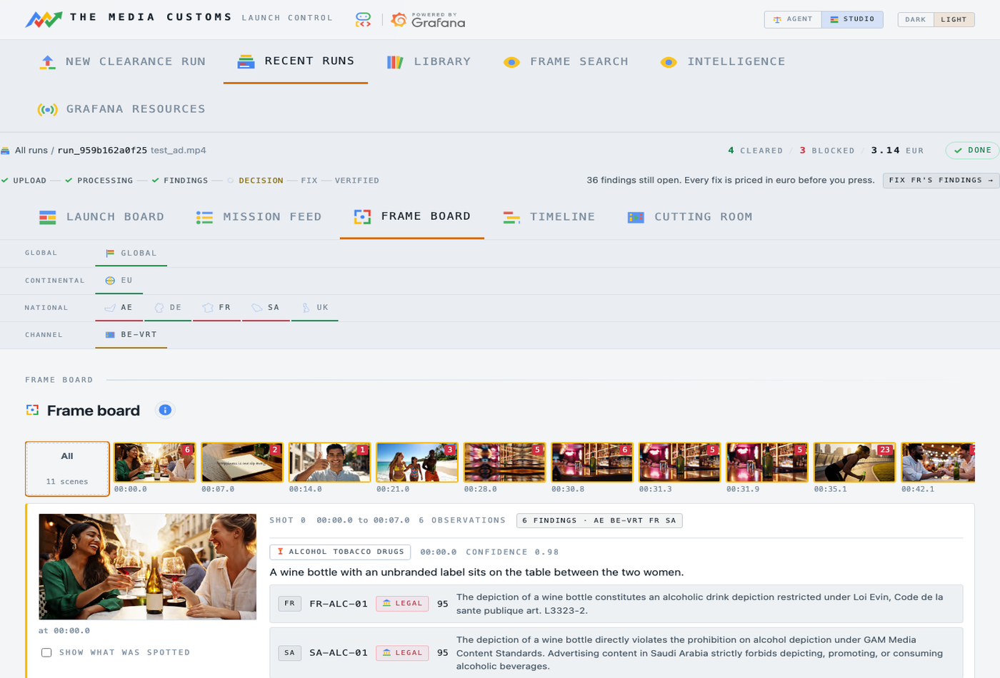 THE MEDIA CUSTOMS LAUNCH CONTROL
POWERED BY
Grafana
AGENT STUDIO DARK LIGHT
NEW CLEARANCE RUN RECENT RUNS LIBRARY FRAME SEARCH INTELLIGENCE
GRAFANA RESOURCES
All runs / run_959b162a0f25 test_ad.mp4 4 CLEARED / 3 BLOCKED / 3.14 EUR DONE
UPLOAD PROCESSING FINDINGS DECISION FIX VERIFIED 36 findings still open. Every fix is priced in euro before you press. FIX FR'S FINDINGS →
LAUNCH BOARD MISSION FEED FRAME BOARD TIMELINE CUTTING ROOM
GLOBAL GLOBAL
CONTINENTAL EU
NATIONAL AE DE FR SA UK
CHANNEL BE-VRT
FRAME BOARD
Frame board
All
11 scenes
6 2 1 3 5 6 5 5 23
00:00.0 00:07.0 00:14.0 00:21.0 00:28.0 00:30.8 00:31.3 00:31.9 00:35.1 00:42.1
SHOT 0 00:00.0 to 00:07.0 6 OBSERVATIONS 6 FINDINGS · AE BE-VRT FR SA
ALCOHOL TOBACCO DRUGS 00:00.0 CONFIDENCE 0.98
A wine bottle with an unbranded label sits on the table between the two women.
FR FR-ALC-01 LEGAL 95 The depiction of a wine bottle constitutes an alcoholic drink depiction restricted under Loi Evin, Code de la
sante publique art. L3323-2.
at 00:00.0
SHOW WHAT WAS SPOTTED
SA SA-ALC-01 LEGAL 95 The depiction of a wine bottle directly violates the prohibition on alcohol depiction under GAM Media
Content Standards. Advertising content in Saudi Arabia strictly forbids depicting, promoting, or consuming
alcoholic beverages.